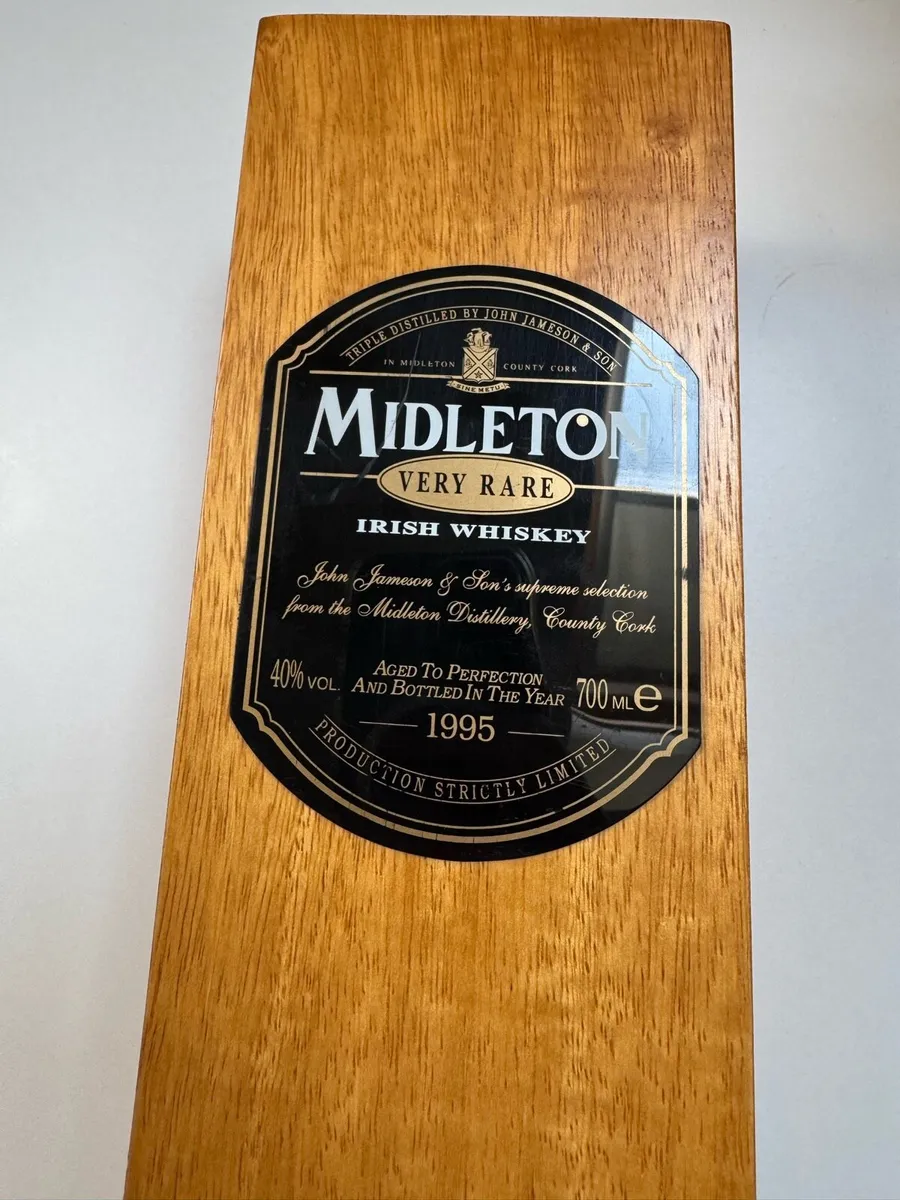 TRIPLE DISTILLED BY JOHN JAMESON & SON
IN MIDLETON COUNTY CORK
SINE METU
MIDLETON
VERY RARE
IRISH WHISKEY
John Jameson & Son's supreme selection
from the Midleton Distillery, County Cork
40% VOL.
AGED TO PERFECTION
AND BOTTLED IN THE YEAR
700 ML e
1995
PRODUCTION STRICTLY LIMITED